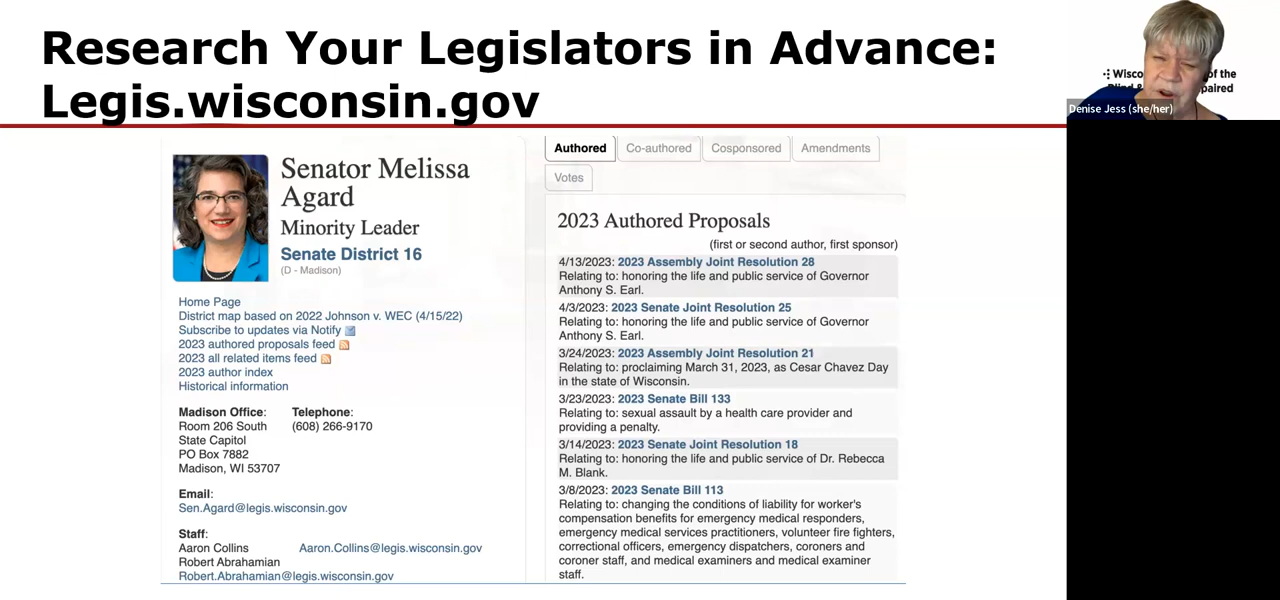 Research Your Legislators in Advance:
Legis.wisconsin.gov
Senator Melissa
Agard
Minority Leader
Senate District 16
(D - Madison)
Home Page
District map based on 2022 Johnson v. WEC (4/15/22)
Subscribe to updates via Notify
2023 authored proposals feed
2023 all related items feed
2023 author index
Historical information
Madison Office: Telephone:
Room 206 South (608) 266-9170
State Capitol
PO Box 7882
Madison, WI 53707
Email:
Sen.Agard@legis.wisconsin.gov
Staff:
Aaron Collins Aaron.Collins@legis.wisconsin.gov
Robert Abrahamian
Robert.Abrahamian@legis.wisconsin.gov
Authored Co-authored Cosponsored Amendments
Votes
2023 Authored Proposals
(first or second author, first sponsor)
4/13/2023: 2023 Assembly Joint Resolution 28
Relating to: honoring the life and public service of Governor
Anthony S. Earl.
4/3/2023: 2023 Senate Joint Resolution 25
Relating to: honoring the life and public service of Governor
Anthony S. Earl.
3/24/2023: 2023 Assembly Joint Resolution 21
Relating to: proclaiming March 31, 2023, as Cesar Chavez Day
in the state of Wisconsin.
3/23/2023: 2023 Senate Bill 133
Relating to: sexual assault by a health care provider and
providing a penalty.
3/14/2023: 2023 Senate Joint Resolution 18
Relating to: honoring the life and public service of Dr. Rebecca
M. Blank.
3/8/2023: 2023 Senate Bill 113
Relating to: changing the conditions of liability for worker's
compensation benefits for emergency medical responders,
emergency medical services practitioners, volunteer fire fighters,
correctional officers, emergency dispatchers, coroners and
coroner staff, and medical examiners and medical examiner
staff.
of the
Denise Jess (she/her)